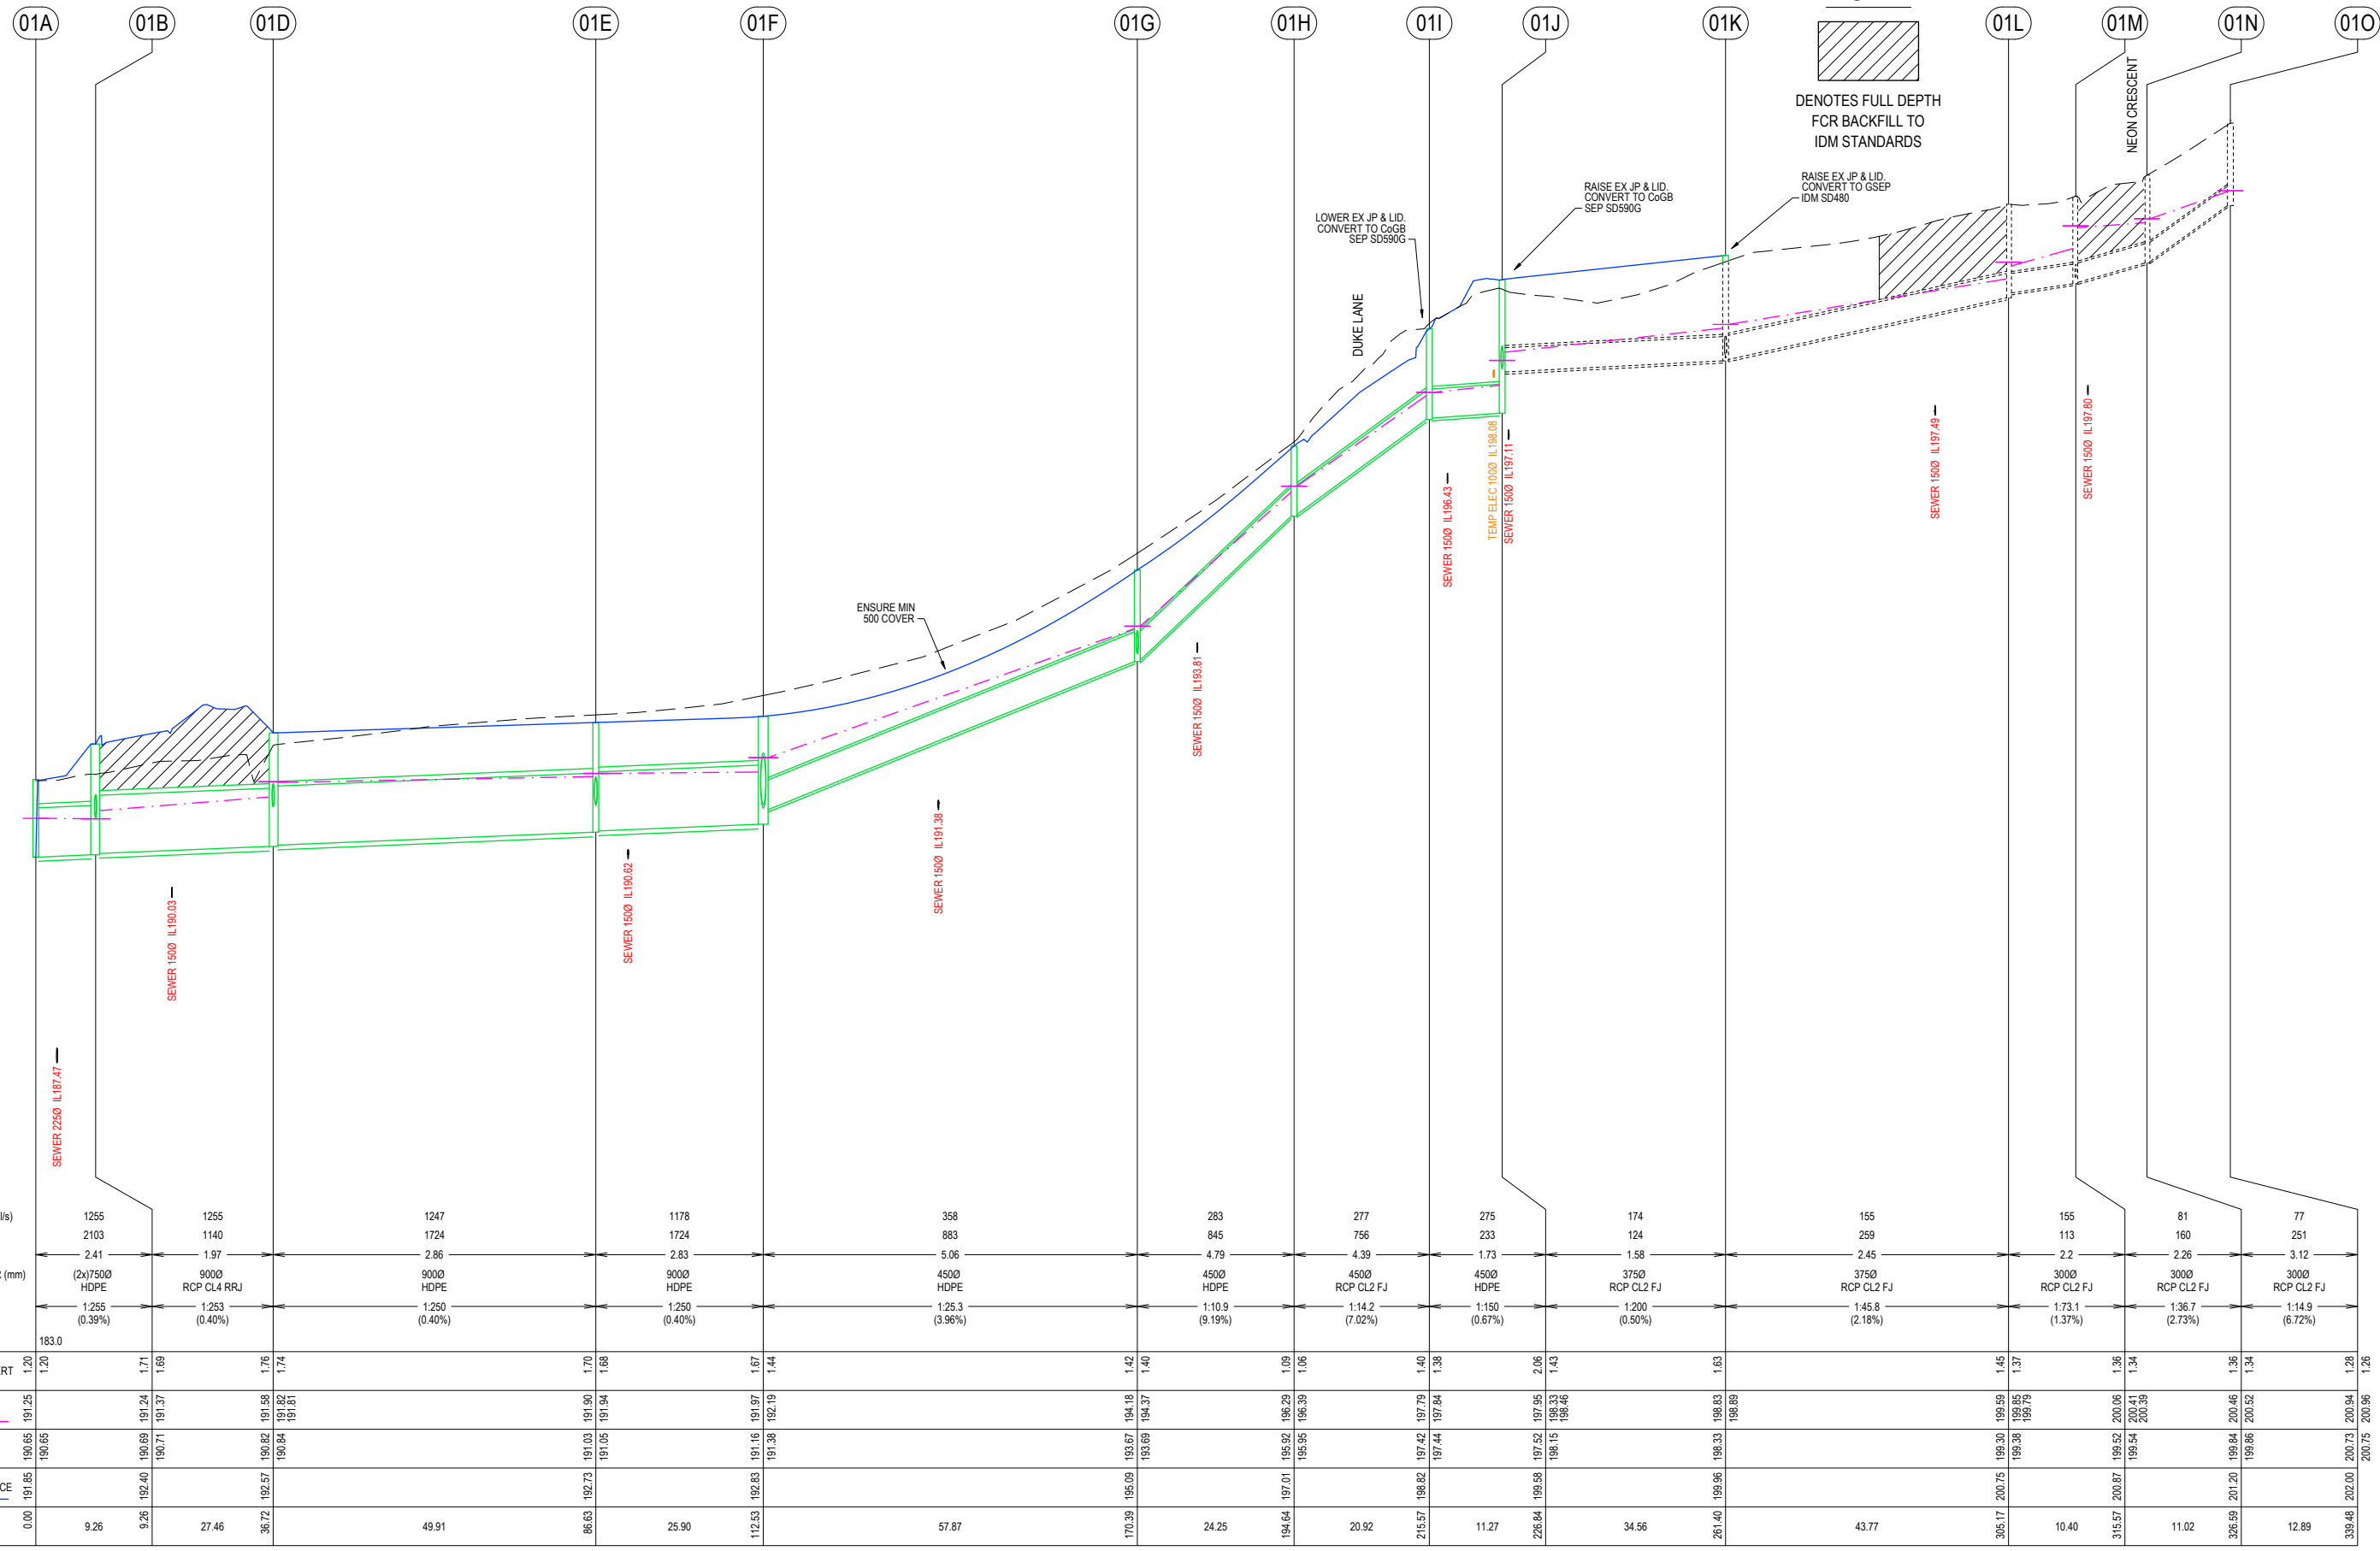 01A 01B 01D 01E 01F 01G 01H 01I 01J 01K 01L 01M 01N 01O
DENOTES FULL DEPTH
FCR BACKFILL TO
IDM STANDARDS
NEON CRESCENT
RAISE EX JP & LID.
CONVERT TO GSEP
IDM SD480
RAISE EX JP & LID.
CONVERT TO CoGB
SEP SD590G
LOWER EX JP & LID.
CONVERT TO CoGB
SEP SD590G
DUKE LANE
ENSURE MIN
500 COVER
SEWER 225Ø IL187.47
SEWER 150Ø IL190.03
SEWER 150Ø IL190.62
SEWER 150Ø IL191.38
SEWER 150Ø IL193.81
SEWER 150Ø IL196.43
TEMP ELEC 100Ø IL198.08
SEWER 150Ø IL197.11
SEWER 150Ø IL197.49
SEWER 150Ø IL197.80
l/s) 1255 1255 1247 1178 358 283 277 275 174 155 155 81 77
2103 1140 1724 1724 883 845 756 233 124 259 113 160 251
2.41 1.97 2.86 2.83 5.06 4.79 4.39 1.73 1.58 2.45 2.2 2.26 3.12
(mm) (2x)750Ø 900Ø 900Ø 900Ø 450Ø 450Ø 450Ø 450Ø 375Ø 375Ø 300Ø 300Ø 300Ø
HDPE RCP CL4 RRJ HDPE HDPE HDPE HDPE RCP CL2 FJ HDPE RCP CL2 FJ RCP CL2 FJ RCP CL2 FJ RCP CL2 FJ RCP CL2 FJ
1:255 1:253 1:250 1:250 1:25.3 1:10.9 1:14.2 1:150 1:200 1:45.8 1:73.1 1:36.7 1:14.9
(0.39%) (0.40%) (0.40%) (0.40%) (3.96%) (9.19%) (7.02%) (0.67%) (0.50%) (2.18%) (1.37%) (2.73%) (6.72%)
183.0
ERT 1.20 1.20 1.71 1.69 1.76 1.74 1.70 1.68 1.67 1.44 1.42 1.40 1.09 1.06 1.40 1.38 2.06 1.43 1.63 1.45 1.37 1.36 1.34 1.36 1.34 1.28 1.26
191.25 191.24 191.37 191.58 191.82 191.81 191.90 191.94 191.97 192.19 194.18 194.37 196.29 196.39 197.79 197.84 197.95 198.33 198.46 198.83 198.89 199.59 199.85 199.79 200.06 200.41 200.39 200.46 200.52 200.94 200.96
190.65 190.65 190.69 190.71 190.82 190.84 191.03 191.05 191.16 191.38 193.67 193.69 195.92 195.95 197.42 197.44 197.52 198.15 198.33 199.30 199.38 199.52 199.54 199.84 199.86 200.73 200.75
CE 191.85 192.40 192.57 192.73 192.83 195.09 197.01 198.82 199.58 199.96 200.75 200.87 201.20 202.00
0.00 9.26 9.26 27.46 36.72 49.91 86.63 25.90 112.53 57.87 170.39 24.25 194.64 20.92 215.57 11.27 226.84 34.56 261.40 43.77 305.17 10.40 315.57 11.02 326.59 12.89 339.48